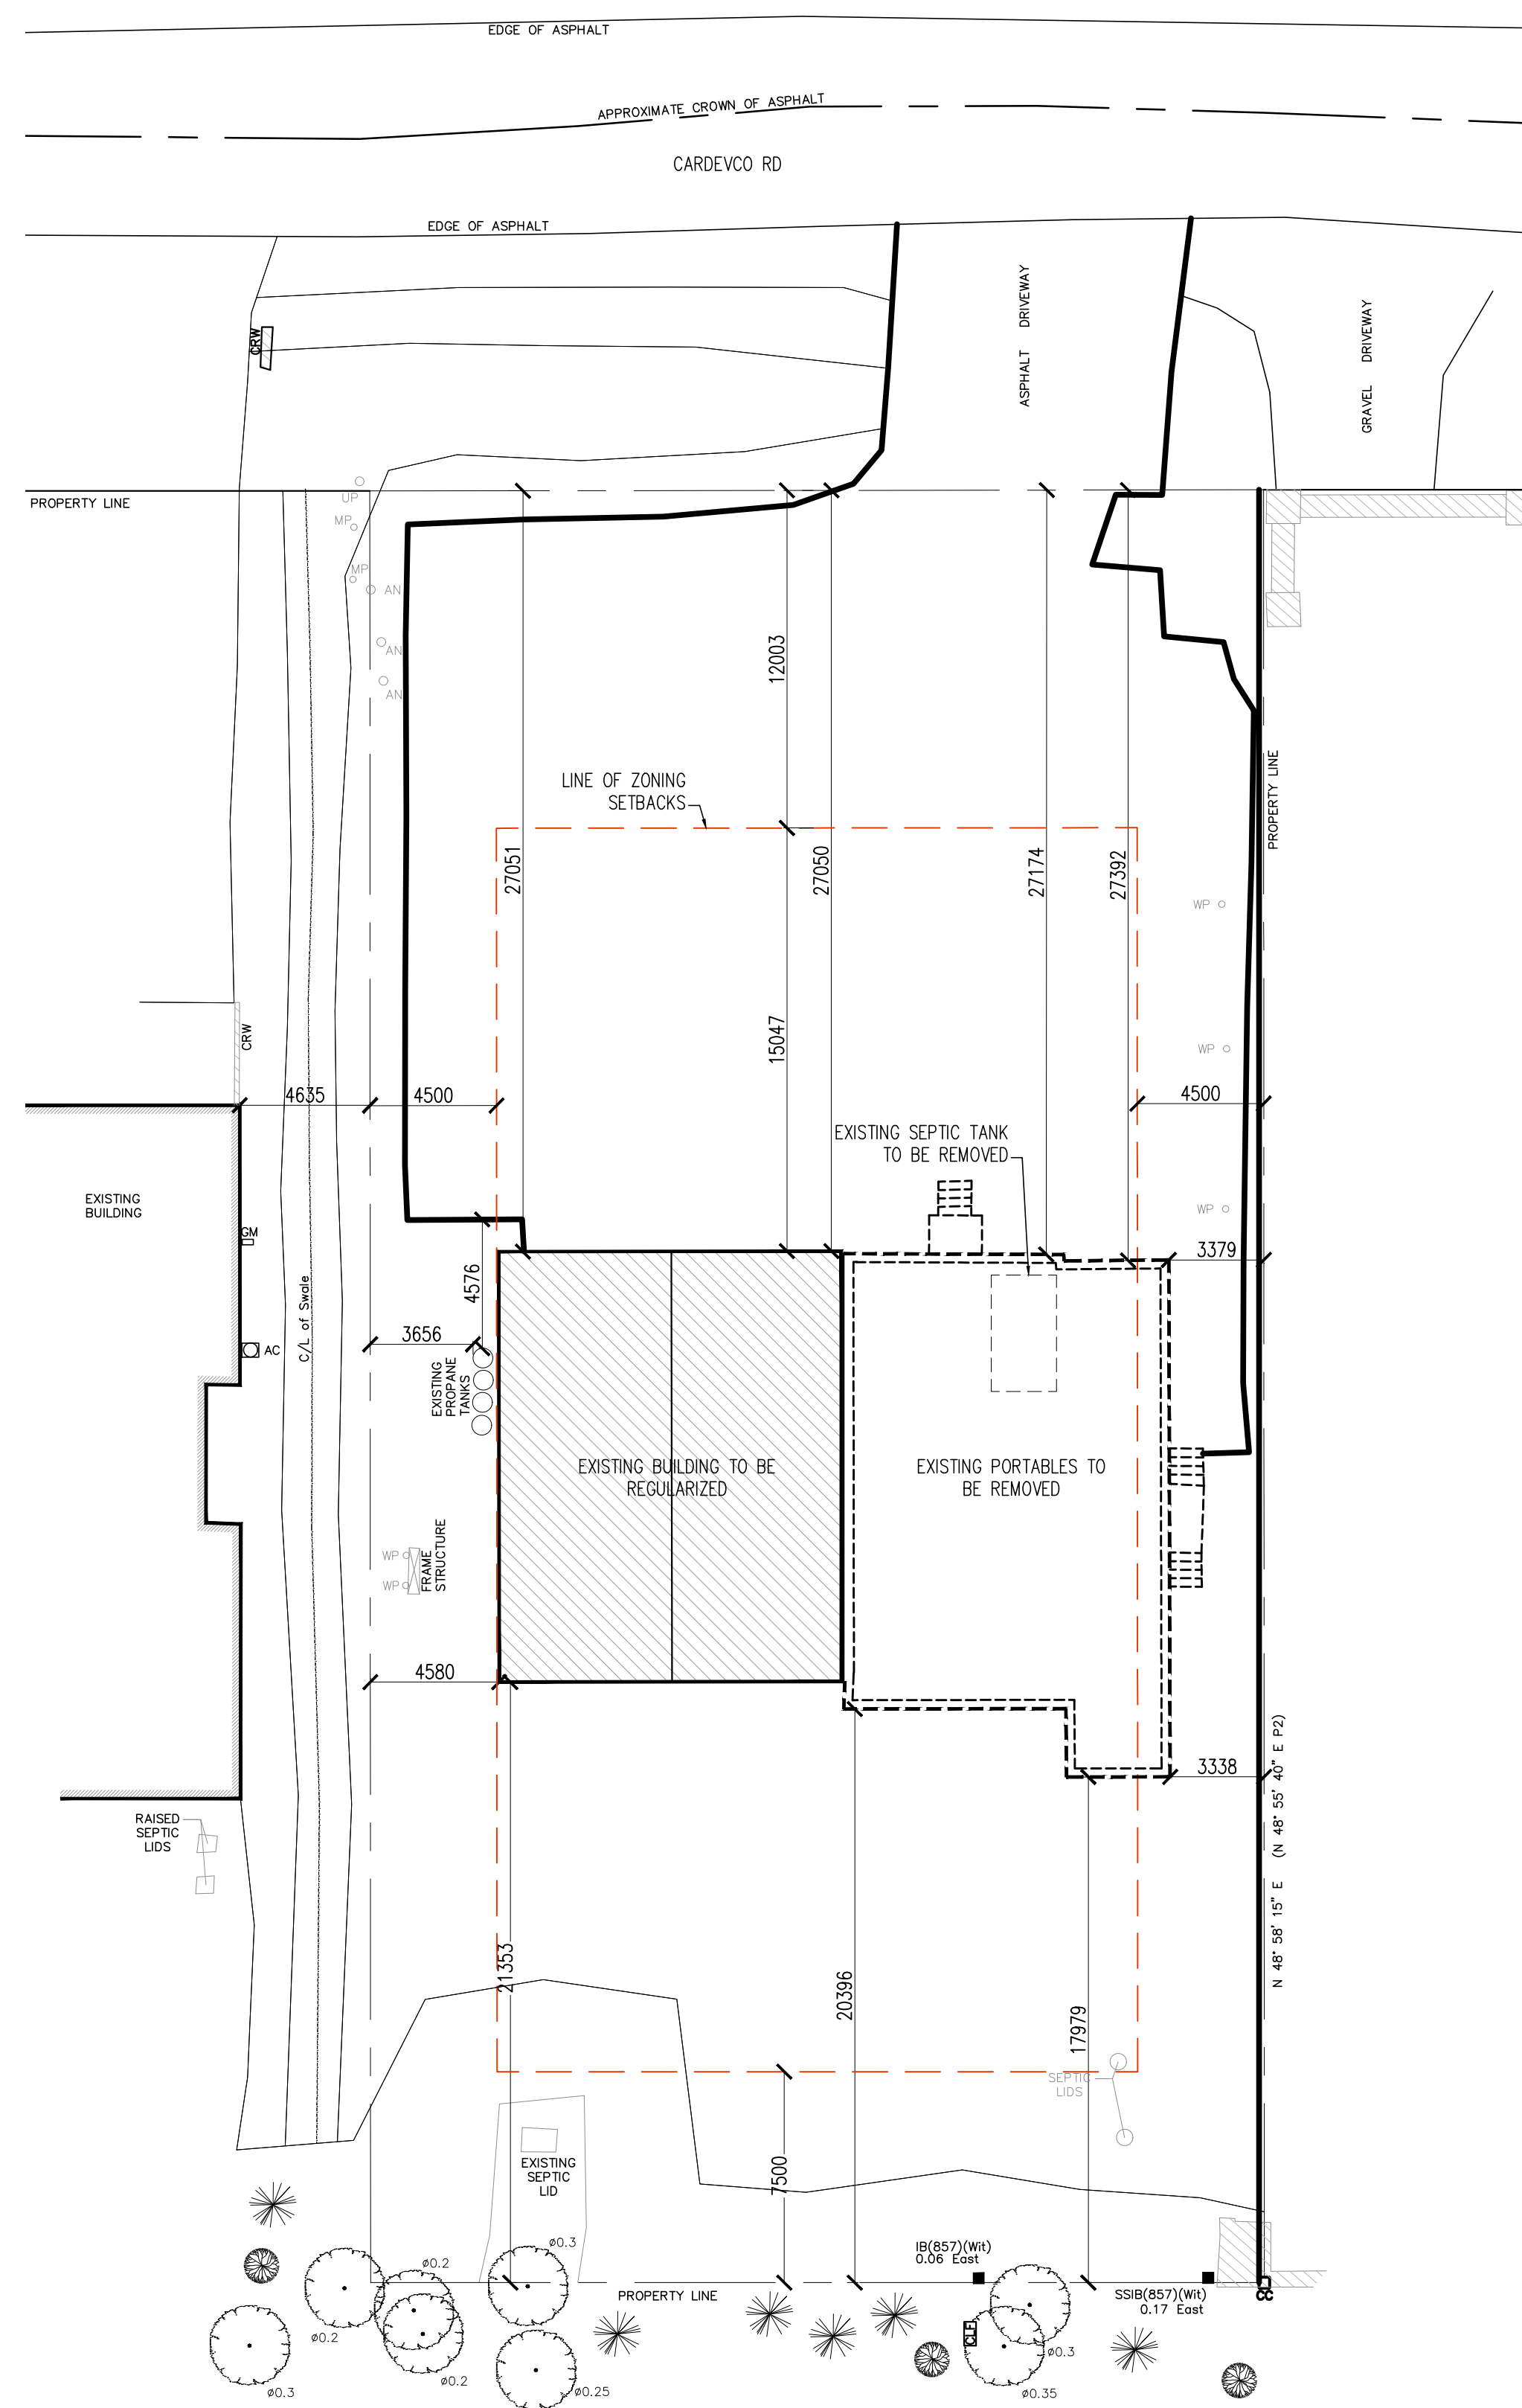 EDGE OF ASPHALT
APPROXIMATE CROWN OF ASPHALT
CARDEVCO RD
EDGE OF ASPHALT
ASPHALT DRIVEWAY
GRAVEL DRIVEWAY
CRW
UP
PROPERTY LINE
MP
MP
AN
AN
AN
12003
LINE OF ZONING
SETBACKS
PROPERTY LINE
27051
27050
27174
27392
WP
15047
CRW
WP
4635
4500
4500
EXISTING SEPTIC TANK
TO BE REMOVED
EXISTING
BUILDING
WP
GM
3379
4576
C/L of Swale
3656
AC
EXISTING
PROPANE
TANKS
EXISTING BUILDING TO BE
REGULARIZED
EXISTING PORTABLES TO
BE REMOVED
WP
WP
FRAME
STRUCTURE
4580
3338
N 48° 58' 15" E (N 48° 55' 40" E P2)
RAISED
SEPTIC
LIDS
21353
20396
17979
SEPTIC
LIDS
7500
EXISTING
SEPTIC
LID
IB(857)(Wit)
0.06 East
ø0.3
ø0.2
PROPERTY LINE
SSIB(857)(Wit)
0.17 East
CLF
ø0.2
ø0.3
ø0.2
ø0.3
ø0.25
ø0.35